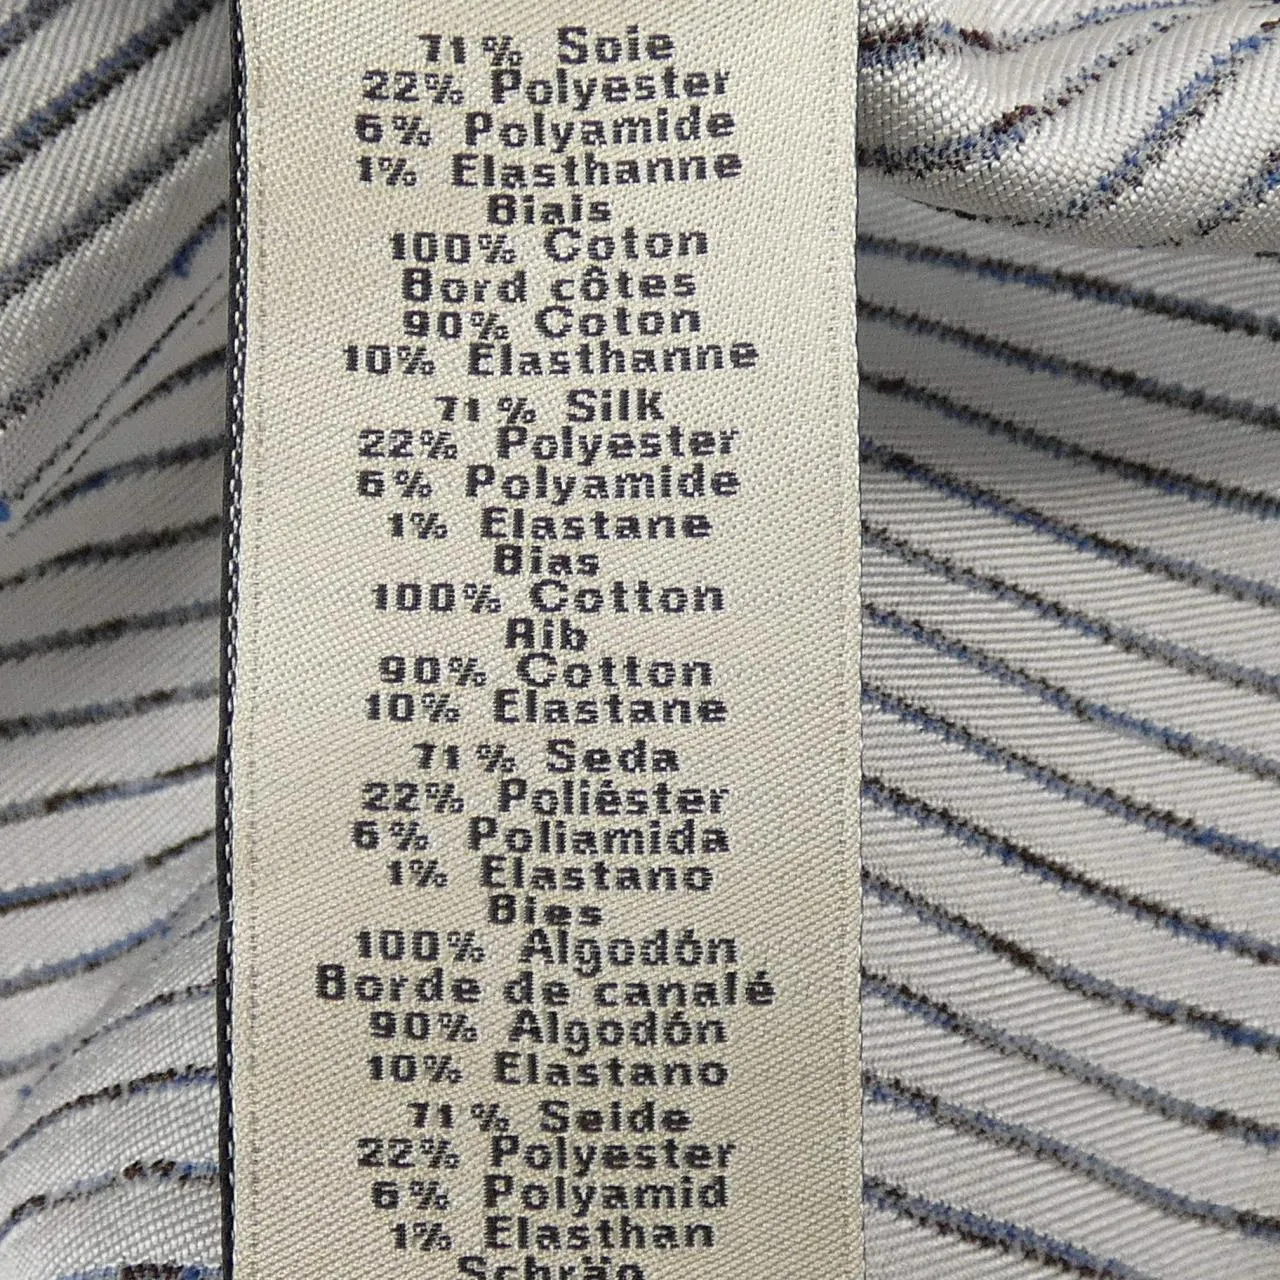 71% Soie
22% Polyester
6% Polyamide
1% Elasthanne
Biais
100% Coton
Bord côtes
90% Coton
10% Elasthanne
71% Silk
22% Polyester
6% Polyamide
1% Elastane
Bias
100% Cotton
Rib
90% Cotton
10% Elastane
71% Seda
22% Poliéster
6% Poliamida
1% Elastano
Bies
100% Algodón
Borde de canalé
90% Algodón
10% Elastano
71% Seide
22% Polyester
6% Polyamid
1% Elasthan